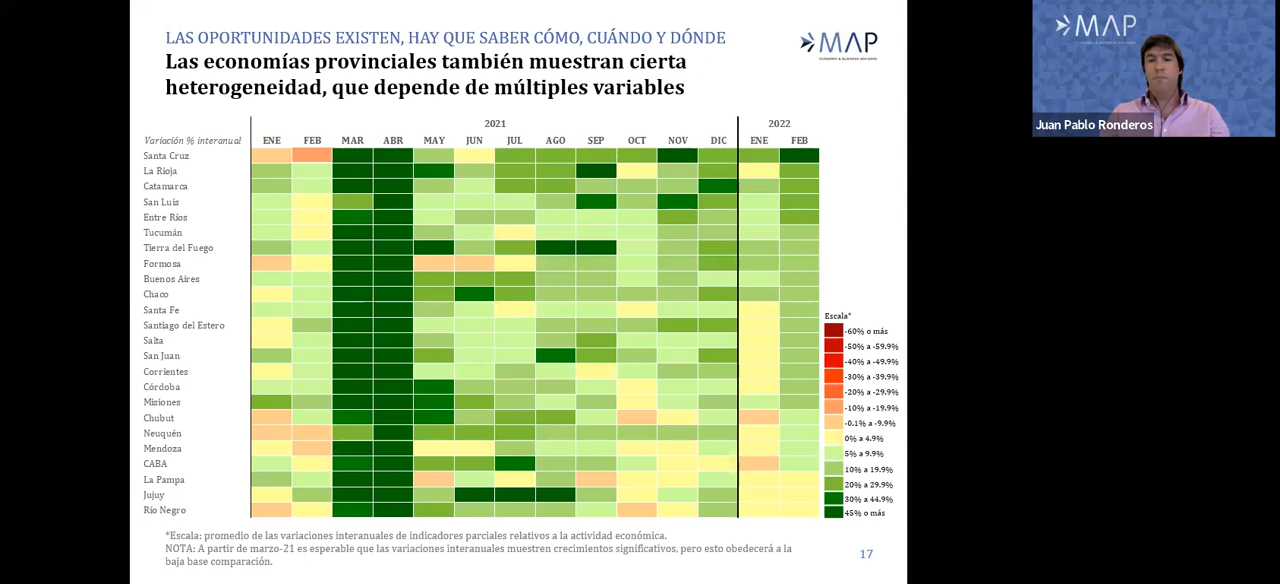 LAS OPORTUNIDADES EXISTEN, HAY QUE SABER CÓMO, CUÁNDO Y DÓNDE
Las economías provinciales también muestran cierta
heterogeneidad, que depende de múltiples variables
MAP
ECONOMIC & BUSINESS ADVISORS
MAP
Juan Pablo Ronderos
2021 2022
Variación % interanual ENE FEB MAR ABR MAY JUN JUL AGO SEP OCT NOV DIC ENE FEB
Santa Cruz
La Rioja
Catamarca
San Luis
Entre Ríos
Tucumán
Tierra del Fuego
Formosa
Buenos Aires
Chaco
Santa Fe
Santiago del Estero
Salta
San Juan
Corrientes
Córdoba
Misiones
Chubut
Neuquén
Mendoza
CABA
La Pampa
Jujuy
Río Negro
Escala*
-60% o más
-50% a -59.9%
-40% a -49.9%
-30% a -39.9%
-20% a -29.9%
-10% a -19.9%
-0.1% a -9.9%
0% a 4.9%
5% a 9.9%
10% a 19.9%
20% a 29.9%
30% a 44.9%
45% o más
*Escala: promedio de las variaciones interanuales de indicadores parciales relativos a la actividad económica.
NOTA: A partir de marzo-21 es esperable que las variaciones interanuales muestren crecimientos significativos, pero esto obedecerá a la
baja base comparación.
17